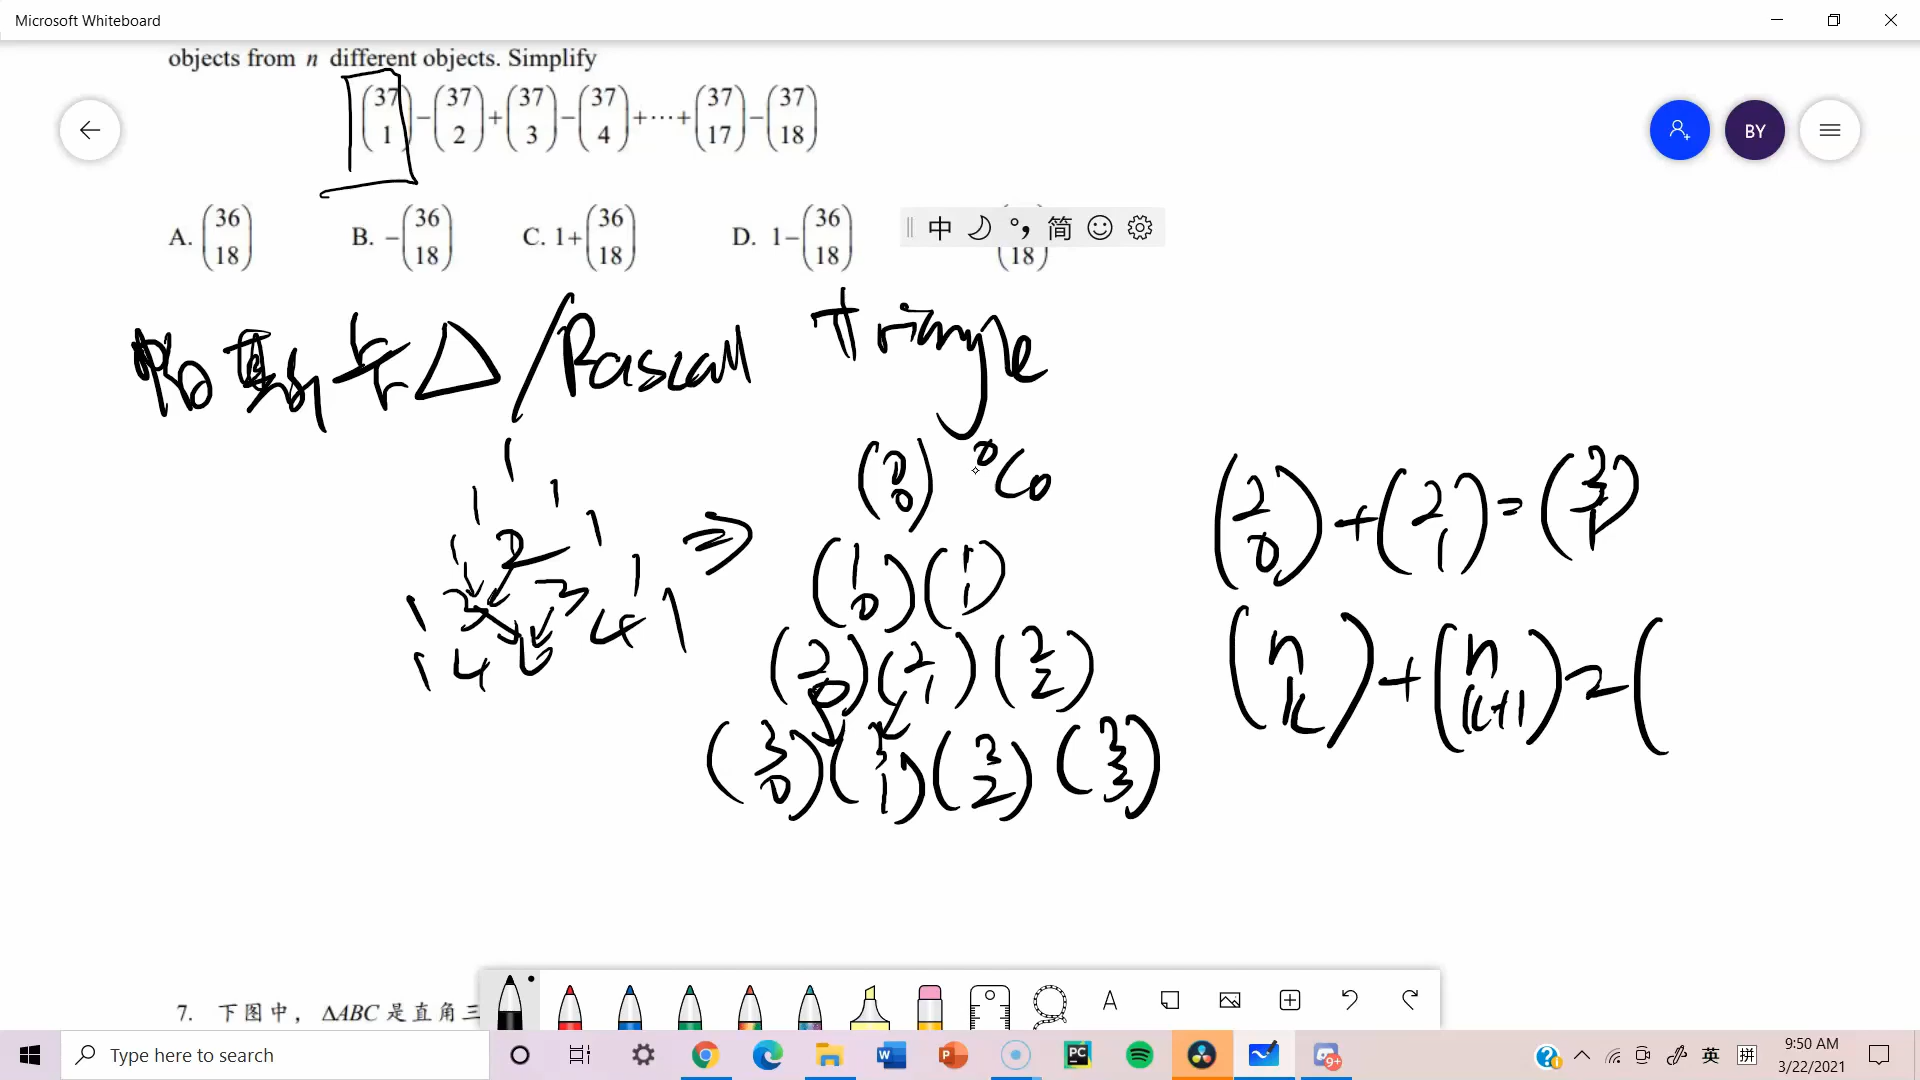 Microsoft Whiteboard
objects from n different objects. Simplify
(37 1) − (37 2) + (37 3) − (37 4) + ⋯ + (37 17) − (37 18)
A. (36 18) B. −(36 18) C. 1+(36 18) D. 1−(36 18) 18)
中 简
BY
△/Pascall Triangle
1
1 1
1 2 1
1 3 3 1
1 4 6 4 1
⇒
(0 0) ⁰C₀
(1 0) (1 1)
(2 0) (2 1) (2 2)
(3 0) (3 1) (3 2) (3 3)
(2 0) + (2 1) = (3 1)
(n k) + (n k+1) = (
7. 下图中， ΔABC 是直角三
Type here to search
英 拼
9:50 AM
3/22/2021